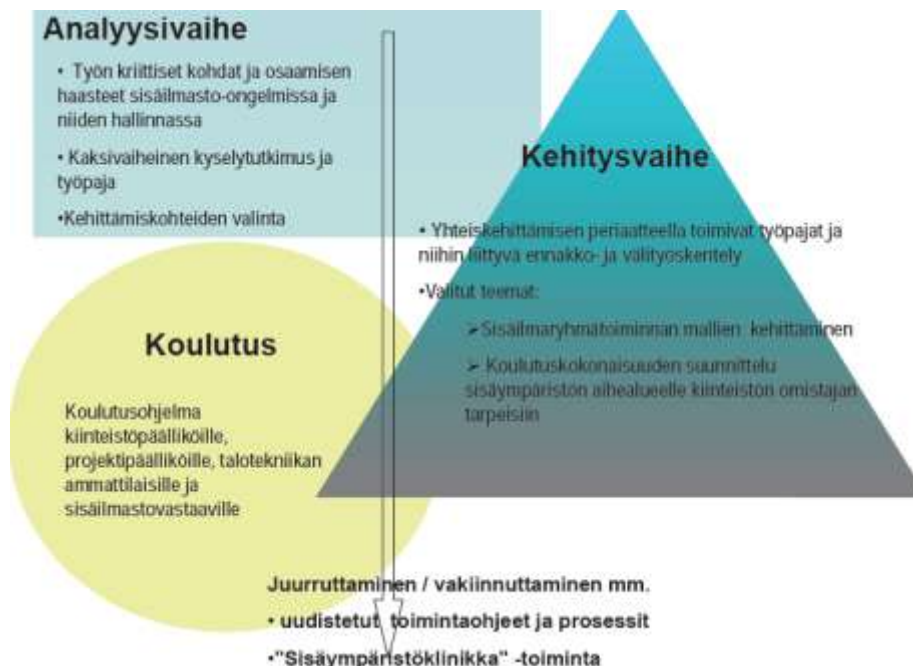 Analyysivaihe
• Työn kriittiset kohdat ja osaamisen
haasteet sisäilmasto-ongelmissa ja
niiden hallinnassa
• Kaksivaiheinen kyselytutkimus ja
työpaja
•Kehittämiskohteiden valinta
Kehitysvaihe
• Yhteiskehittämisen periaatteella toimivat työpajat ja
niihin liittyvä ennakko- ja välityöskentely
•Valitut teemat:
➢Sisäilmaryhmätoiminnan mallien kehittäminen
➢ Koulutuskokonaisuuden suunnittelu
sisäympäristön aihealueelle kiinteistön omistajan
tarpeisiin
Koulutus
Koulutusohjelma
kiinteistöpäälliköille,
projektipäälliköille, talotekniikan
ammattilaisille ja
sisäilmastovastaaville
Juurruttaminen / vakiinnuttaminen mm.
• uudistetut toimintaohjeet ja prosessit
•"Sisäympäristöklinikka" -toiminta